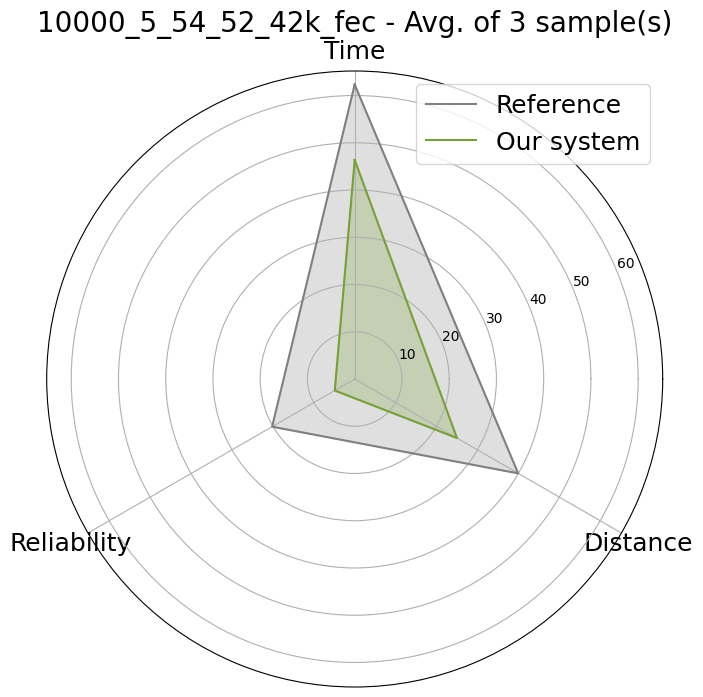 10000_5_54_52_42k_fec - Avg. of 3 sample(s)
Time
Reference
Our system
60
50
40
30
20
10
Reliability
Distance